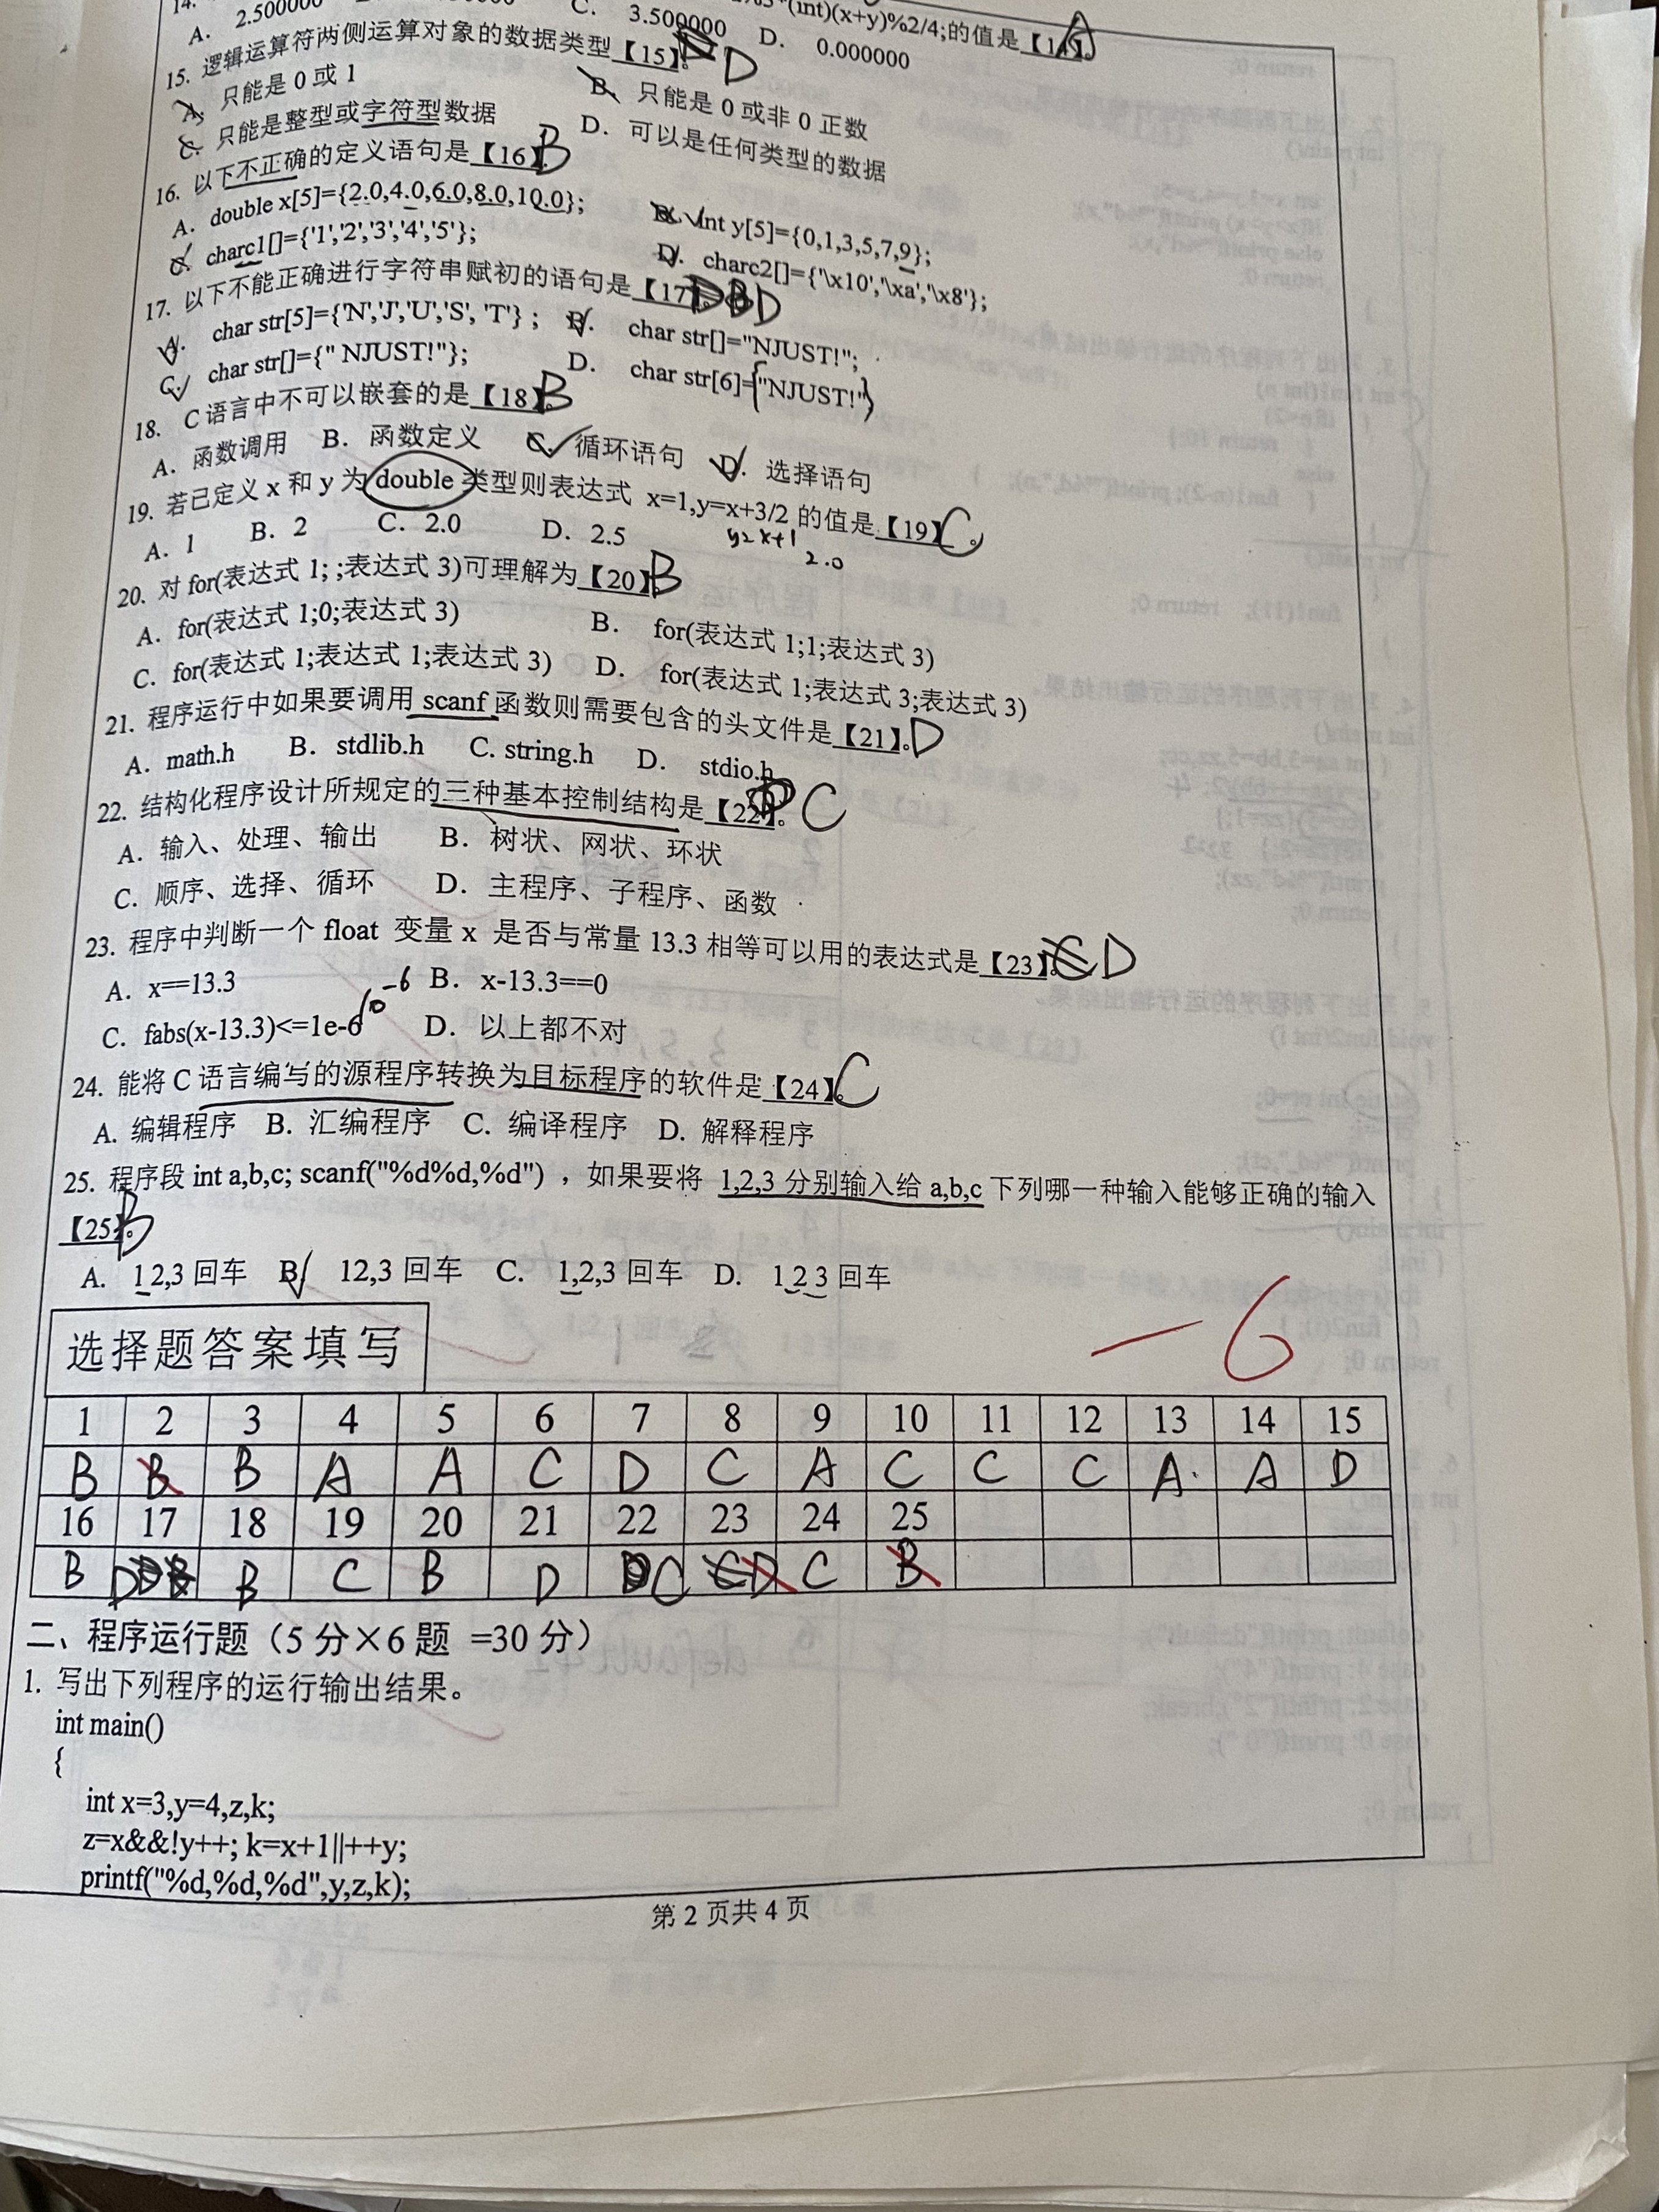 14.
(int)(x+y)%2/4;的值是【14】。A
A. 2.500000 C. 3.500000 D. 0.000000
15. 逻辑运算符两侧运算对象的数据类型【15】。D
A. 只能是 0 或 1 B. 只能是 0 或非 0 正数
C. 只能是整型或字符型数据 D. 可以是任何类型的数据
16. 以下不正确的定义语句是【16】B
A. double x[5]={2.0,4.0,6.0,8.0,10.0}; B. int y[5]={0,1,3,5,7,9};
C. charc1[]={'1','2','3','4','5'}; D. charc2[]={'\x10','\xa','\x8'};
17. 以下不能正确进行字符串赋初的语句是【17】。D
A. char str[5]={'N','J','U','S', 'T'} ; B. char str[]="NJUST!";
C. char str[]={" NJUST!"}; D. char str[6]={"NJUST!"}
18. C 语言中不可以嵌套的是【18】。B
A. 函数调用 B. 函数定义 C. 循环语句 D. 选择语句
19. 若已定义 x 和 y 为 double 类型则表达式 x=1,y=x+3/2 的值是【19】C。
y=x+1
2.0
A. 1 B. 2 C. 2.0 D. 2.5
20. 对 for(表达式 1; ;表达式 3)可理解为【20】B
A. for(表达式 1;0;表达式 3) B. for(表达式 1;1;表达式 3)
C. for(表达式 1;表达式 1;表达式 3) D. for(表达式 1;表达式 3;表达式 3)
21. 程序运行中如果要调用 scanf 函数则需要包含的头文件是【21】。D
A. math.h B. stdlib.h C. string.h D. stdio.h
22. 结构化程序设计所规定的三种基本控制结构是【22】。C
A. 输入、处理、输出 B. 树状、网状、环状
C. 顺序、选择、循环 D. 主程序、子程序、函数
23. 程序中判断一个 float 变量 x 是否与常量 13.3 相等可以用的表达式是【23】。C D
A. x==13.3 B. x-13.3==0
10-6
C. fabs(x-13.3)<=1e-6 D. 以上都不对
24. 能将 C 语言编写的源程序转换为目标程序的软件是【24】C
A. 编辑程序 B. 汇编程序 C. 编译程序 D. 解释程序
25. 程序段 int a,b,c; scanf("%d%d,%d") ，如果要将 1,2,3 分别输入给 a,b,c 下列哪一种输入能够正确的输入
【25】。B
A. 1 2,3 回车 B. 12,3 回车 C. 1,2,3 回车 D. 1 2 3 回车
-6
选择题答案填写
1 2 3 4 5 6 7 8 9 10 11 12 13 14 15
B B B A A C D C A C C C A. A D
16 17 18 19 20 21 22 23 24 25
B D B C B D C C D C B
二、程序运行题（5 分×6 题 =30 分）
1. 写出下列程序的运行输出结果。
int main()
{
int x=3,y=4,z,k;
z=x&&!y++; k=x+1||++y;
printf("%d,%d,%d",y,z,k);
第 2 页共 4 页